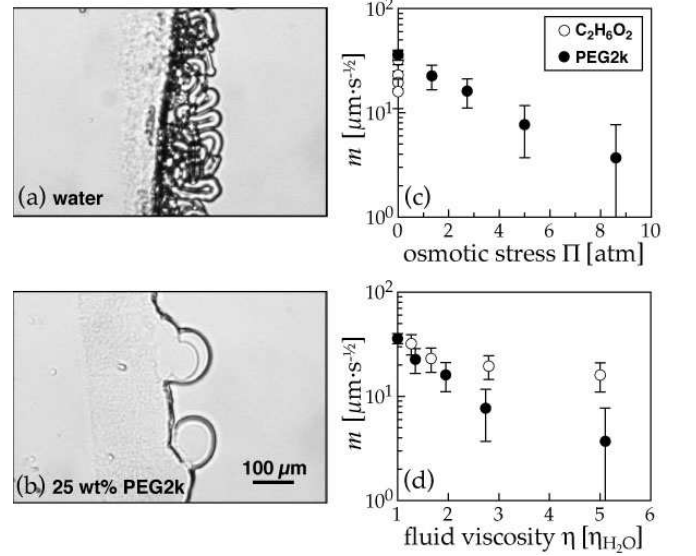 (a) water
(b) 25 wt% PEG2k
100 µm
C₂H₆O₂
PEG2k
10²
10¹
10⁰
m [µm·s⁻½]
(c)
0 2 4 6 8 10
osmotic stress Π [atm]
10²
10¹
10⁰
m [µm·s⁻½]
(d)
1 2 3 4 5 6
fluid viscosity η [η_H₂O]